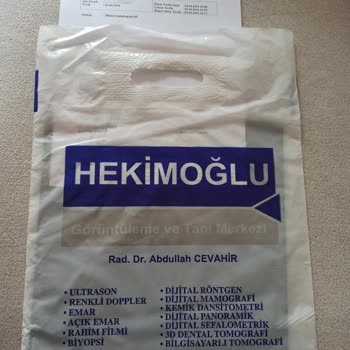 HEKİMOĞLU
Görüntüleme ve Tanı Merkezi
Rad. Dr. Abdullah CEVAHİR
• ULTRASON
• RENKLİ DOPPLER
• EMAR
• AÇIK EMAR
• RAHİM FİLMİ
• BİYOPSİ
• DİJİTAL RÖNTGEN
• DİJİTAL MAMOGRAFİ
• KEMİK DANSİTOMETRİ
• DİJİTAL PANORAMİK
• DİJİTAL SEFALOMETRİK
• 3D DENTAL TOMOGRAFİ
• BİLGİSAYARLI TOMOGRAFİ